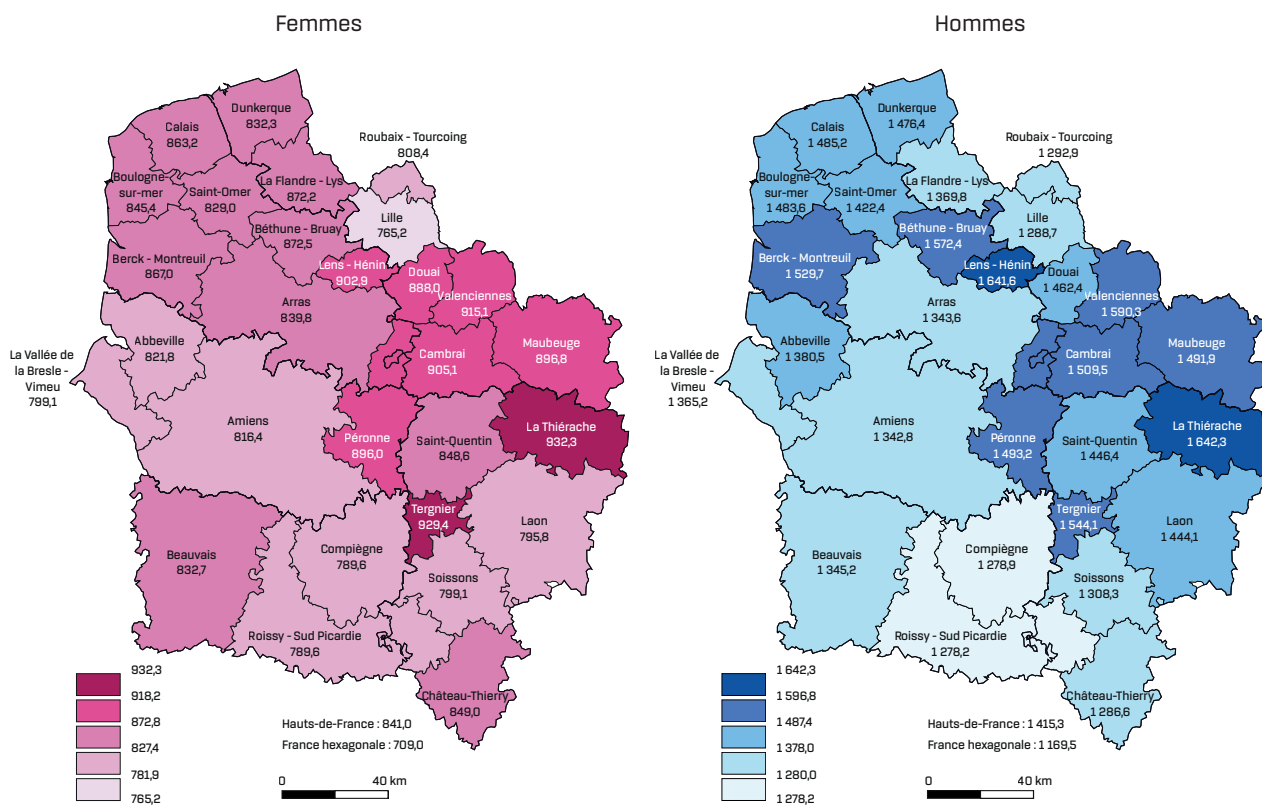 Femmes
Dunkerque
832,3
Calais
863,2
Roubaix - Tourcoing
808,4
Boulogne-
sur-mer
845,4
Saint-Omer
829,0
La Flandre - Lys
872,2
Lille
765,2
Béthune - Bruay
872,5
Berck - Montreuil
867,0
Lens - Hénin
902,9
Douai
888,0
Valenciennes
915,1
Arras
839,8
Abbeville
821,8
Cambrai
905,1
Maubeuge
896,8
La Vallée de
la Bresle -
Vimeu
799,1
Amiens
816,4
Péronne
896,0
Saint-Quentin
848,6
La Thiérache
932,3
Tergnier
929,4
Laon
795,8
Beauvais
832,7
Compiègne
789,6
Soissons
799,1
Roissy - Sud Picardie
789,6
Château-Thierry
849,0
932,3
918,2
872,8
827,4
781,9
765,2
Hauts-de-France : 841,0
France hexagonale : 709,0
0 40 km
Hommes
Dunkerque
1 476,4
Calais
1 485,2
Roubaix - Tourcoing
1 292,9
Boulogne-
sur-mer
1 483,6
Saint-Omer
1 422,4
La Flandre - Lys
1 369,8
Lille
1 288,7
Béthune - Bruay
1 572,4
Berck - Montreuil
1 529,7
Lens - Hénin
1 641,6
Douai
1 462,4
Valenciennes
1 590,3
Arras
1 343,6
Abbeville
1 380,5
Cambrai
1 509,5
Maubeuge
1 491,9
La Vallée de
la Bresle -
Vimeu
1 365,2
Amiens
1 342,8
Péronne
1 493,2
Saint-Quentin
1 446,4
La Thiérache
1 642,3
Tergnier
1 544,1
Laon
1 444,1
Beauvais
1 345,2
Compiègne
1 278,9
Soissons
1 308,3
Roissy - Sud Picardie
1 278,2
Château-Thierry
1 286,6
1 642,3
1 596,8
1 487,4
1 378,0
1 280,0
1 278,2
Hauts-de-France : 1 415,3
France hexagonale : 1 169,5
0 40 km